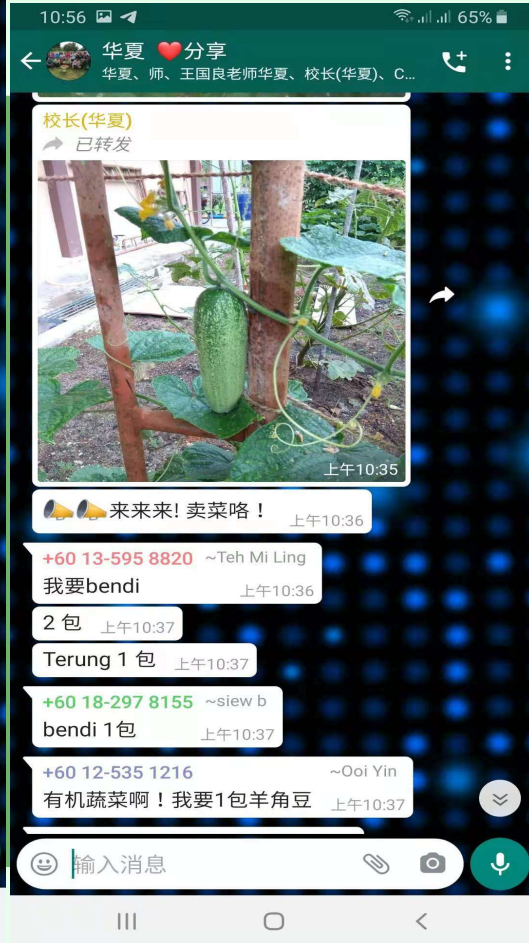 10:56
65%
华夏 ❤️分享
华夏、师、王国良老师华夏、校长(华夏)、C...
校长(华夏)
已转发
上午10:35
📣📣来来来! 卖菜咯！
上午10:36
+60 13-595 8820 ~Teh Mi Ling
我要bendi
上午10:36
2 包 上午10:37
Terung 1 包 上午10:37
+60 18-297 8155 ~siew b
bendi 1包 上午10:37
+60 12-535 1216 ~Ooi Yin
有机蔬菜啊！我要1包羊角豆 上午10:37
输入消息